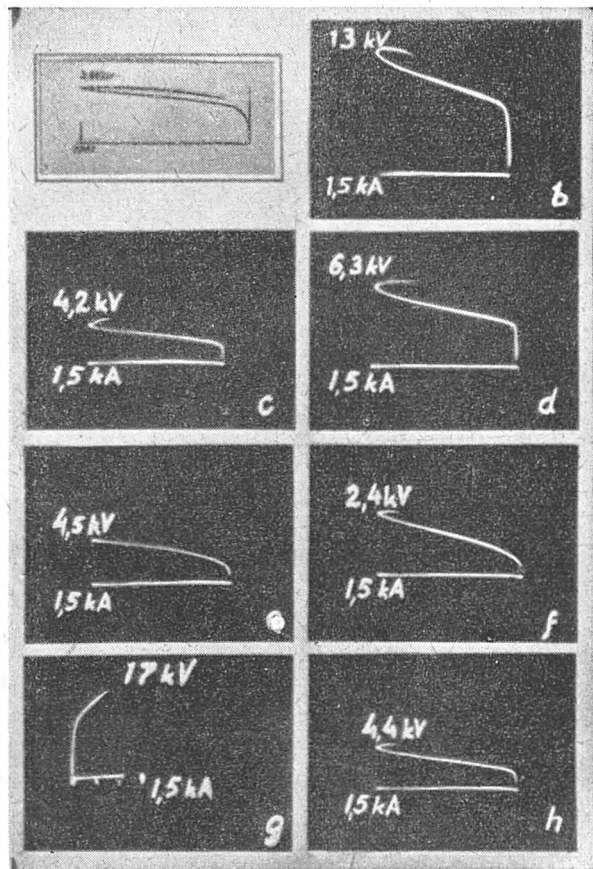 13 kV
1,5 kA
b
4,2 kV
1,5 kA
c
6,3 kV
1,5 kA
d
4,5 kV
1,5 kA
e
2,4 kV
1,5 kA
f
17 kV
1,5 kA
g
4,4 kV
1,5 kA
h